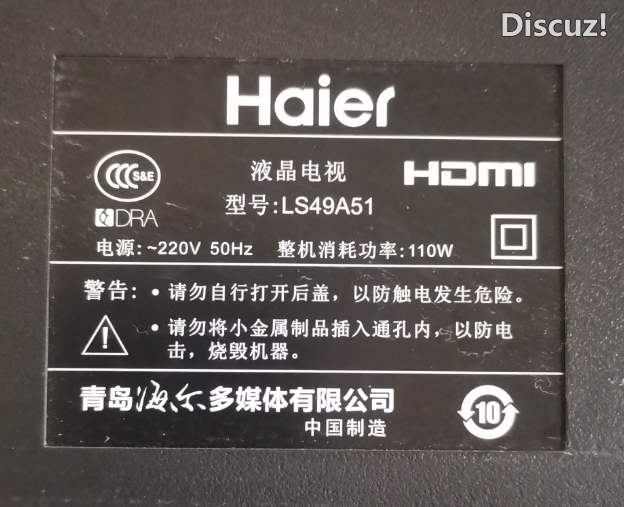 Discuz!
Haier
S&E
液晶电视
HDMI
DRA
型号:LS49A51
电源:~220V 50Hz 整机消耗功率:110W
警告: • 请勿自行打开后盖，以防触电发生危险。
• 请勿将小金属制品插入通孔内，以防电
击，烧毁机器。
青岛海尔多媒体有限公司
中国制造
10